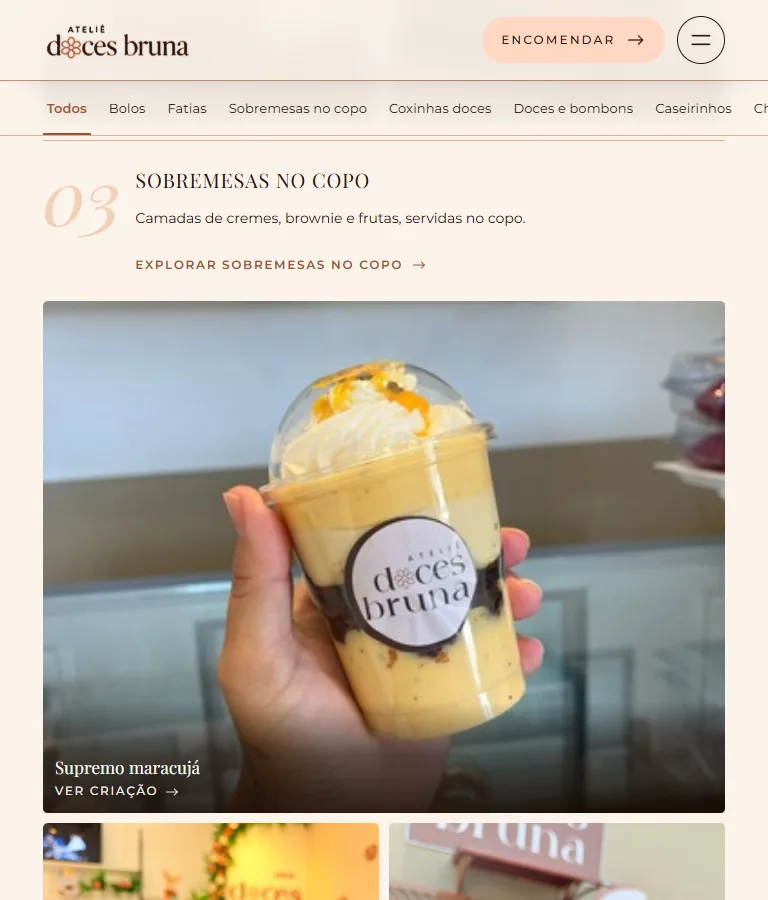 ATELIÊ
doces bruna
ENCOMENDAR →
Todos Bolos Fatias Sobremesas no copo Coxinhas doces Doces e bombons Caseirinhos
03
SOBREMESAS NO COPO
Camadas de cremes, brownie e frutas, servidas no copo.
EXPLORAR SOBREMESAS NO COPO →
ATELIÊ
doces
bruna
Supremo maracujá
VER CRIAÇÃO →
doces
bruna